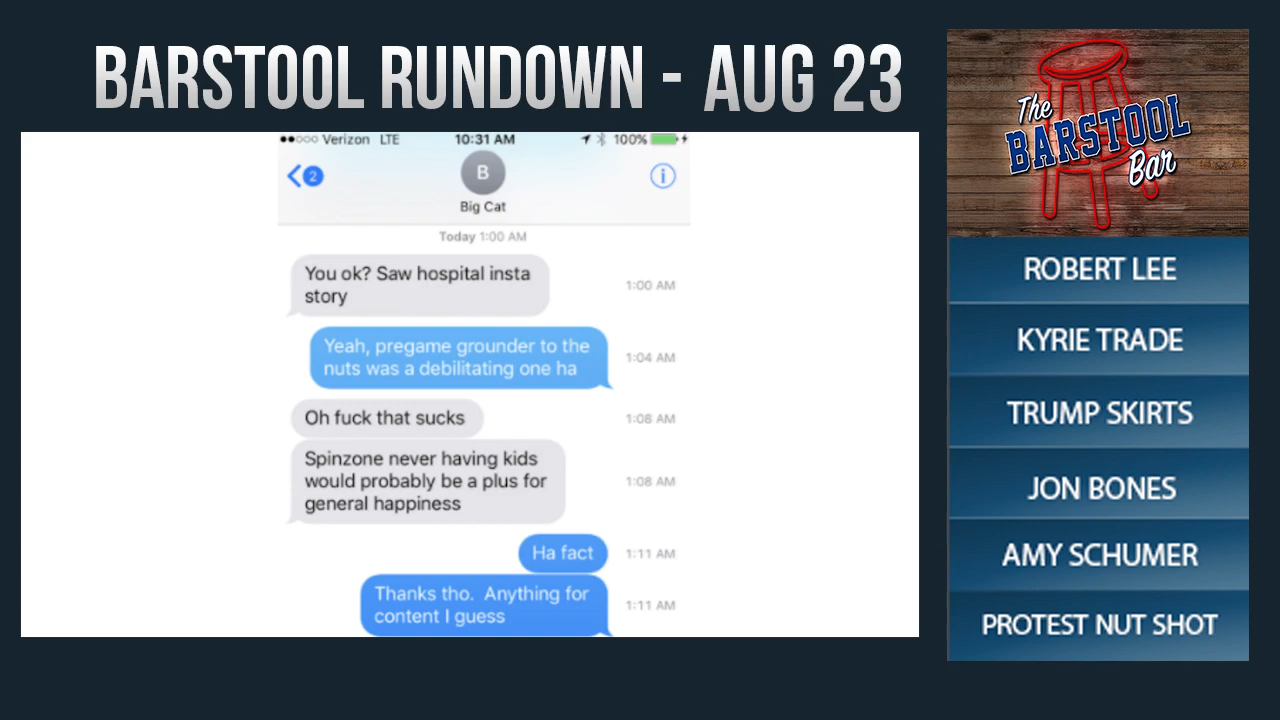 BARSTOOL RUNDOWN - AUG 23
Verizon LTE 10:31 AM 100%
2
B
Big Cat
Today 1:00 AM
You ok? Saw hospital insta
story
1:00 AM
Yeah, pregame grounder to the
nuts was a debilitating one ha
1:04 AM
Oh fuck that sucks
1:08 AM
Spinzone never having kids
would probably be a plus for
general happiness
1:08 AM
Ha fact
1:11 AM
Thanks tho. Anything for
content I guess
1:11 AM
The
BARSTOOL
Bar
ROBERT LEE
KYRIE TRADE
TRUMP SKIRTS
JON BONES
AMY SCHUMER
PROTEST NUT SHOT